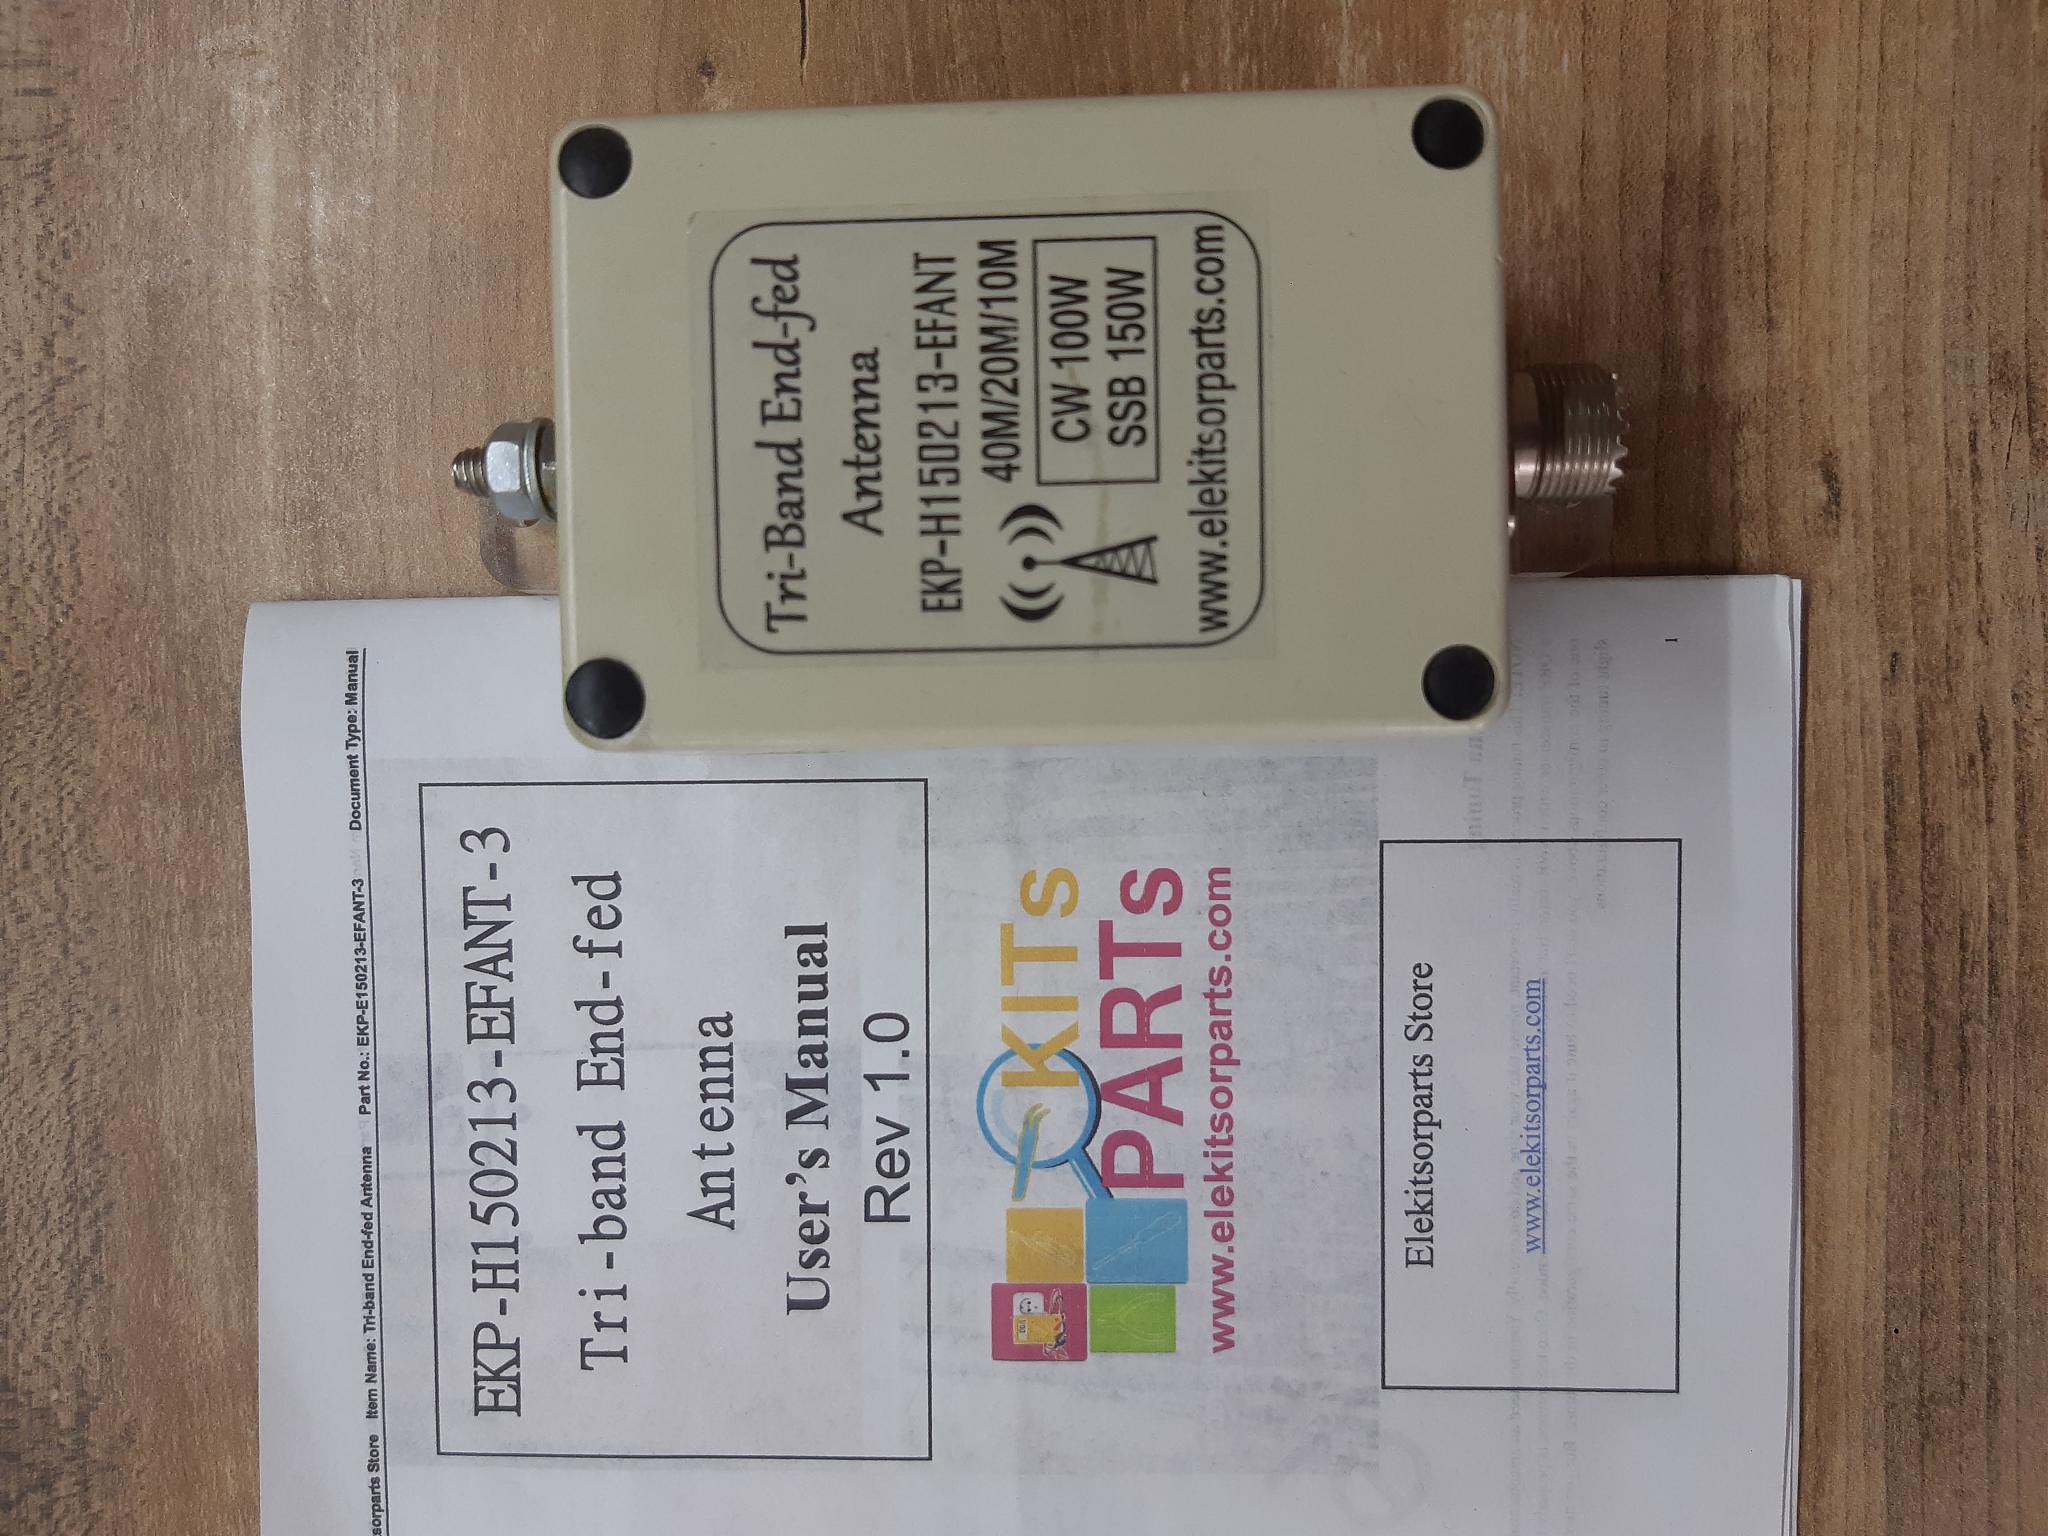 Tri-Band End-fed
Antenna
EKP-H150213-EFANT
40M/20M/10M
CW 100W
SSB 150W
www.elekitsorparts.com
sorparts Store Item Name: Tri-band End-fed Antenna Part No.: EKP-E150213-EFANT-3 Document Type: Manual
EKP-H150213-EFANT-3
Tri-band End-fed
Antenna
User's Manual
Rev 1.0
KITs
PARTs
www.elekitsorparts.com
Elekitsorparts Store
www.elekitsorparts.com
1